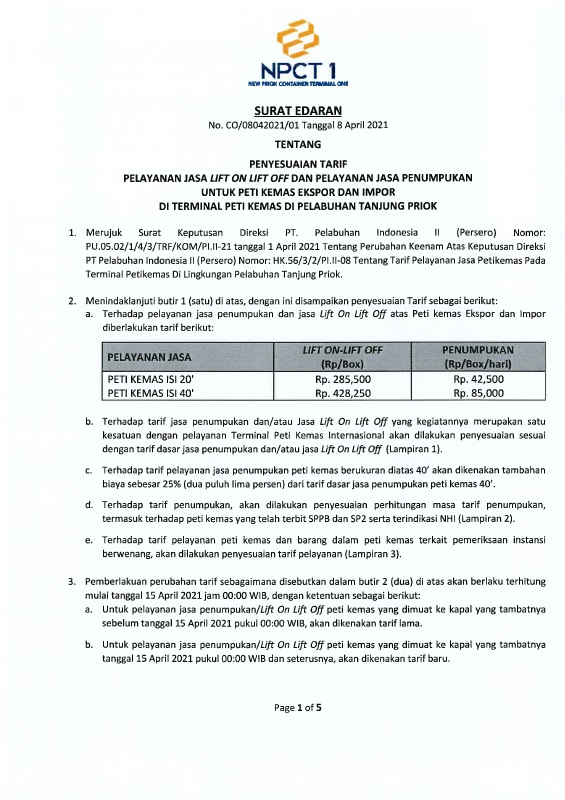 NPCT 1
NEW PRIOK CONTAINER TERMINAL ONE
SURAT EDARAN
No. CO/08042021/01 Tanggal 8 April 2021
TENTANG
PENYESUAIAN TARIF
PELAYANAN JASA LIFT ON LIFT OFF DAN PELAYANAN JASA PENUMPUKAN
UNTUK PETI KEMAS EKSPOR DAN IMPOR
DI TERMINAL PETI KEMAS DI PELABUHAN TANJUNG PRIOK
1. Merujuk Surat Keputusan Direksi PT. Pelabuhan Indonesia II (Persero) Nomor:
PU.05.02/1/4/3/TRF/KOM/PI.II-21 tanggal 1 April 2021 Tentang Perubahan Keenam Atas Keputusan Direksi
PT Pelabuhan Indonesia II (Persero) Nomor: HK.56/3/2/PI.II-08 Tentang Tarif Pelayanan Jasa Petikemas Pada
Terminal Petikemas Di Lingkungan Pelabuhan Tanjung Priok.
2. Menindaklanjuti butir 1 (satu) di atas, dengan ini disampaikan penyesuaian Tarif sebagai berikut:
a. Terhadap pelayanan jasa penumpukan dan jasa Lift On Lift Off atas Peti kemas Ekspor dan Impor
diberlakukan tarif berikut:
PELAYANAN JASA LIFT ON-LIFT OFF (Rp/Box) PENUMPUKAN (Rp/Box/hari)
PETI KEMAS ISI 20' Rp. 285,500 Rp. 42,500
PETI KEMAS ISI 40' Rp. 428,250 Rp. 85,000
b. Terhadap tarif jasa penumpukan dan/atau Jasa Lift On Lift Off yang kegiatannya merupakan satu
kesatuan dengan pelayanan Terminal Peti Kemas Internasional akan dilakukan penyesuaian sesuai
dengan tarif dasar jasa penumpukan dan/atau jasa Lift On Lift Off (Lampiran 1).
c. Terhadap tarif pelayanan jasa penumpukan peti kemas berukuran diatas 40' akan dikenakan tambahan
biaya sebesar 25% (dua puluh lima persen) dari tarif dasar jasa penumpukan peti kemas 40'.
d. Terhadap tarif penumpukan, akan dilakukan penyesuaian perhitungan masa tarif penumpukan,
termasuk terhadap peti kemas yang telah terbit SPPB dan SP2 serta terindikasi NHI (Lampiran 2).
e. Terhadap tarif pelayanan peti kemas dan barang dalam peti kemas terkait pemeriksaan instansi
berwenang, akan dilakukan penyesuaian tarif pelayanan (Lampiran 3).
3. Pemberlakuan perubahan tarif sebagaimana disebutkan dalam butir 2 (dua) di atas akan berlaku terhitung
mulai tanggal 15 April 2021 jam 00:00 WIB, dengan ketentuan sebagai berikut:
a. Untuk pelayanan jasa penumpukan/Lift On Lift Off peti kemas yang dimuat ke kapal yang tambatnya
sebelum tanggal 15 April 2021 pukul 00:00 WIB, akan dikenakan tarif lama.
b. Untuk pelayanan jasa penumpukan/Lift On Lift Off peti kemas yang dimuat ke kapal yang tambatnya
tanggal 15 April 2021 pukul 00:00 WIB dan seterusnya, akan dikenakan tarif baru.
Page 1 of 5